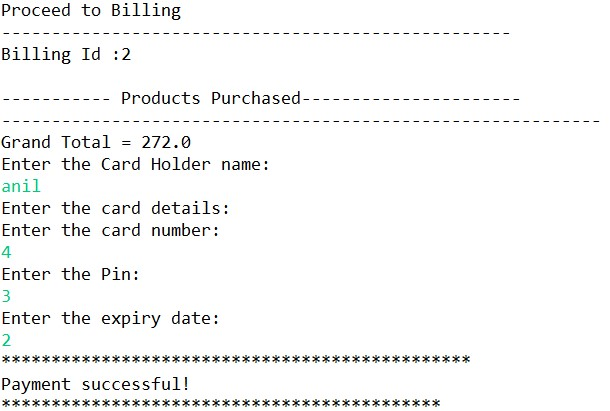 Proceed to Billing
---------------------------------------------------
Billing Id :2
----------- Products Purchased----------------------
------------------------------------------------------------
Grand Total = 272.0
Enter the Card Holder name:
anil
Enter the card details:
Enter the card number:
4
Enter the Pin:
3
Enter the expiry date:
2
***********************************************
Payment successful!
********************************************